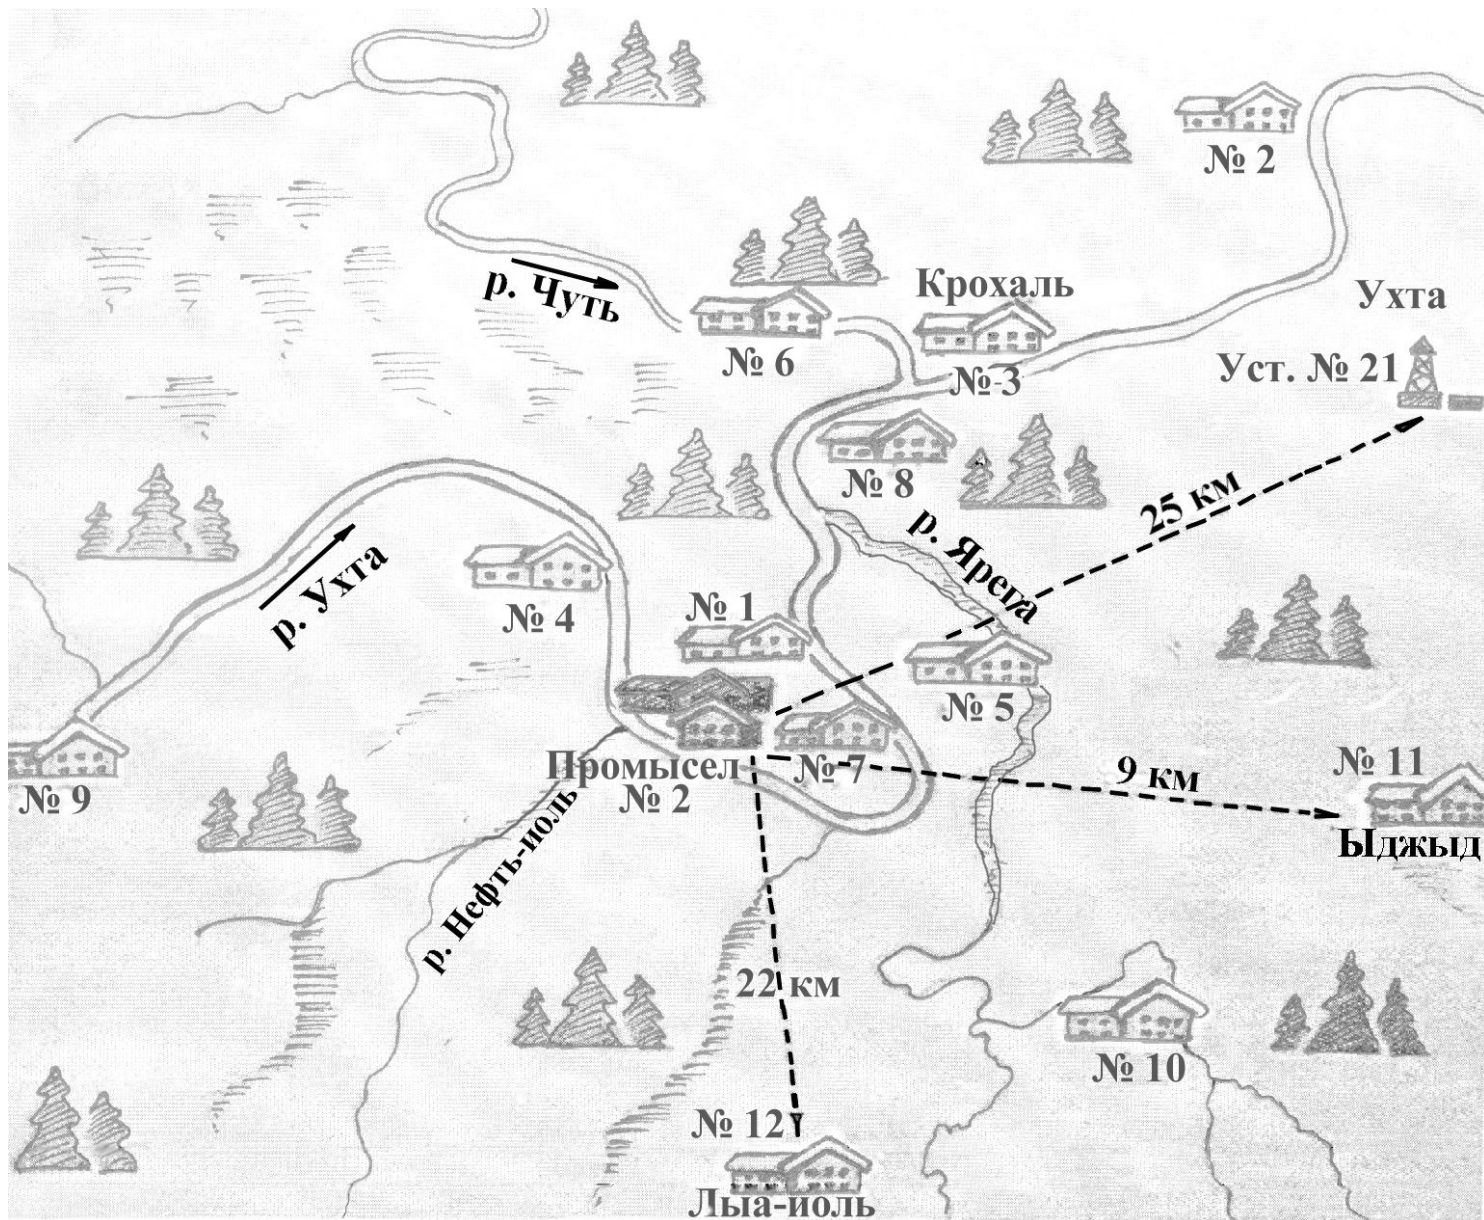 № 2
р. Чуть
Крохаль
Ухта
№ 6
№ 3
Уст. № 21
№ 8
25 км
р. Ярега
р. Ухта
№ 4
№ 1
№ 5
Промысел
№ 2
№ 7
9 км
№ 11
Ыджыд
№ 9
р. Нефть-иоль
22 км
№ 10
№ 12
Лыа-иоль